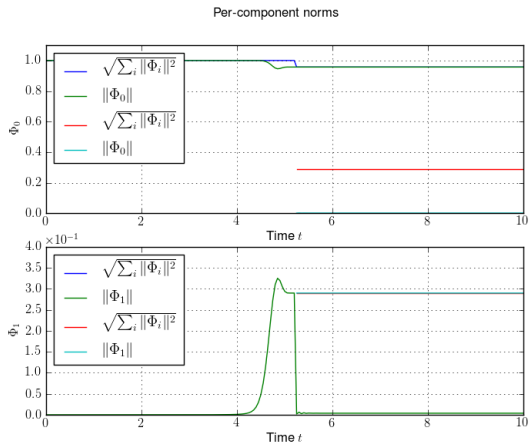 Per-component norms
1.0
0.8
0.6
0.4
0.2
0.0
Φ₀
√∑ᵢ ‖Φᵢ‖²
‖Φ₀‖
√∑ᵢ ‖Φᵢ‖²
‖Φ₀‖
0 2 4 6 8 10
Time t
×10⁻¹
4.0
3.5
3.0
2.5
2.0
1.5
1.0
0.5
0.0
Φ₁
√∑ᵢ ‖Φᵢ‖²
‖Φ₁‖
√∑ᵢ ‖Φᵢ‖²
‖Φ₁‖
0 2 4 6 8 10
Time t